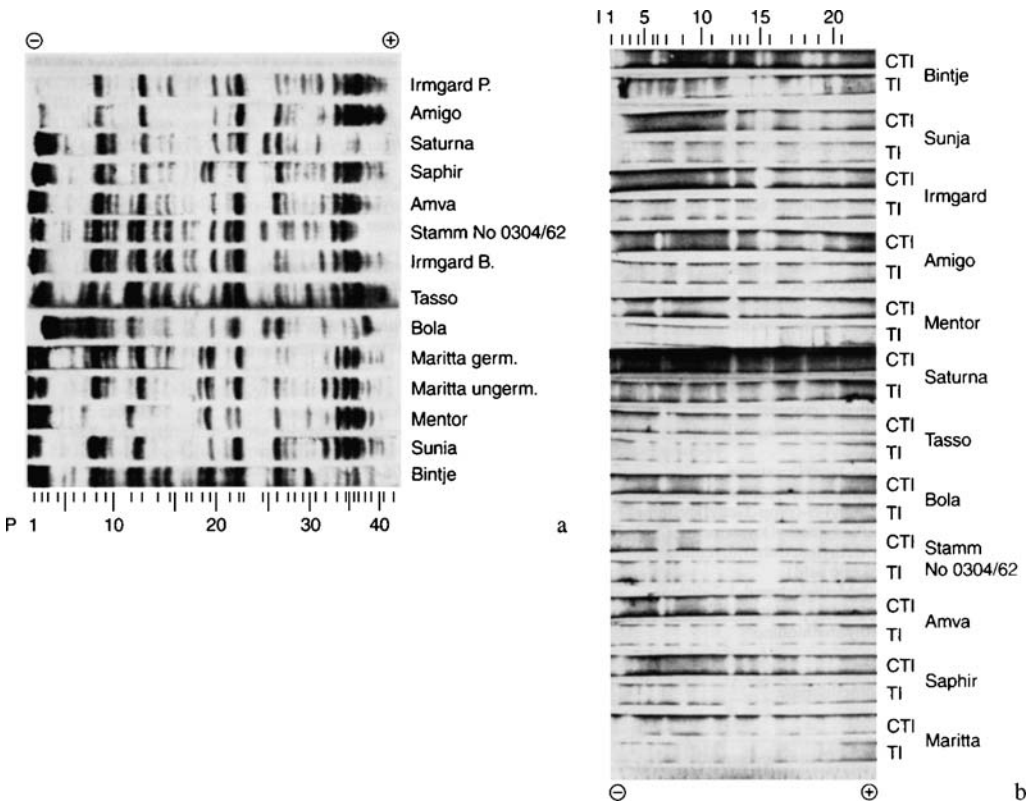 ⊖ ⊕
Irmgard P.
Amigo
Saturna
Saphir
Amva
Stamm No 0304/62
Irmgard B.
Tasso
Bola
Maritta germ.
Maritta ungerm.
Mentor
Sunia
Bintje
P 1 10 20 30 40
a
I 1 5 10 15 20
CTI
Bintje
TI
CTI
Sunja
TI
CTI
Irmgard
TI
CTI
Amigo
TI
CTI
Mentor
TI
CTI
Saturna
TI
CTI
Tasso
TI
CTI
Bola
TI
CTI Stamm
TI No 0304/62
CTI
Amva
TI
CTI
Saphir
TI
CTI
Maritta
TI
⊖ ⊕
b